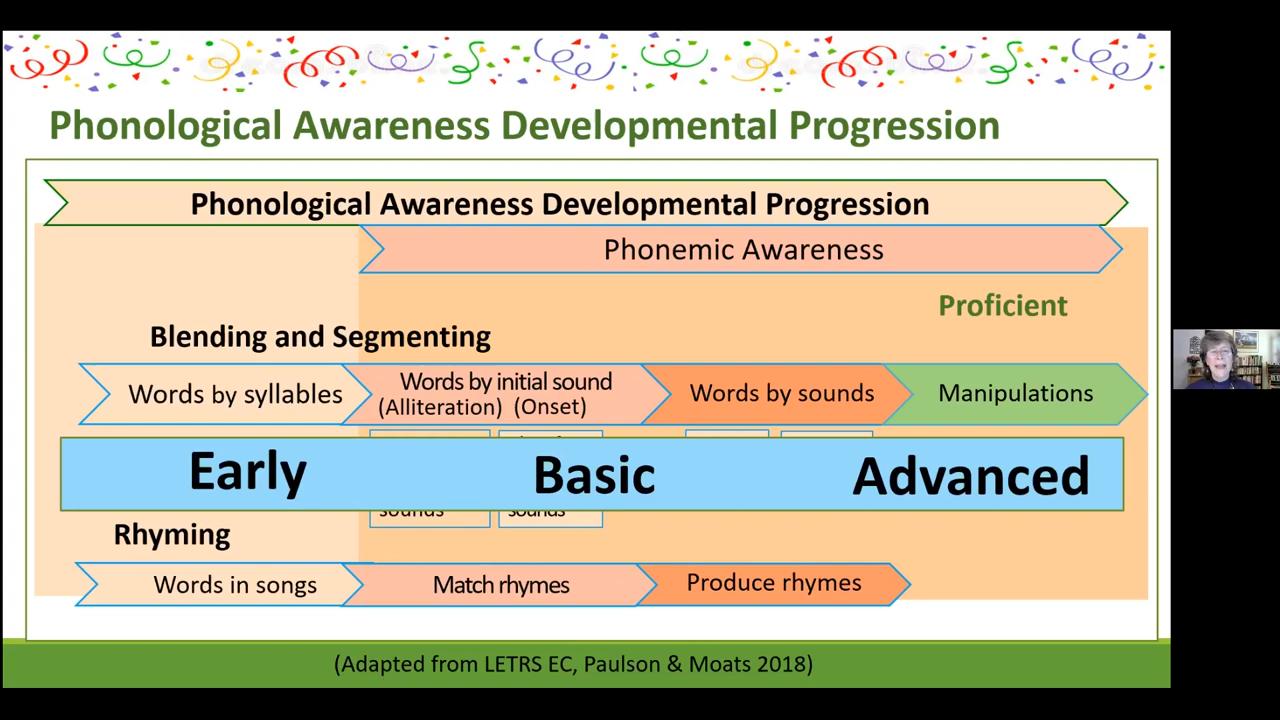 Phonological Awareness Developmental Progression
Phonological Awareness Developmental Progression
Phonemic Awareness
Proficient
Blending and Segmenting
Words by syllables
Words by initial sound
(Alliteration) (Onset)
Words by sounds
Manipulations
Early Basic Advanced
sounds sounds
Rhyming
Words in songs
Match rhymes
Produce rhymes
(Adapted from LETRS EC, Paulson & Moats 2018)